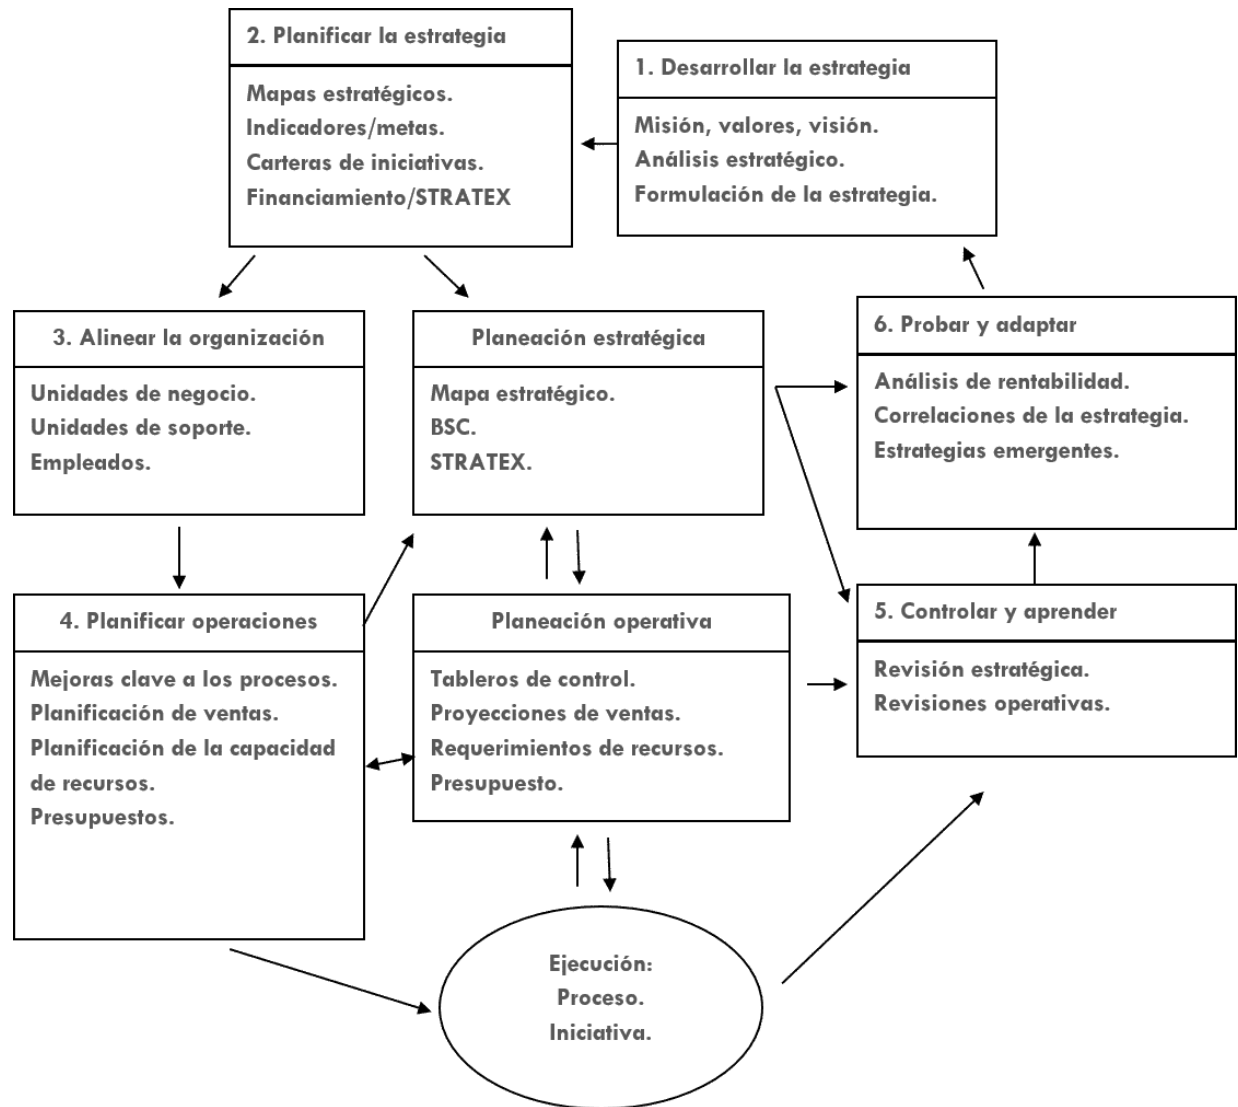 2. Planificar la estrategia
Mapas estratégicos.
Indicadores/metas.
Carteras de iniciativas.
Financiamiento/STRATEX
1. Desarrollar la estrategia
Misión, valores, visión.
Análisis estratégico.
Formulación de la estrategia.
3. Alinear la organización
Unidades de negocio.
Unidades de soporte.
Empleados.
Planeación estratégica
Mapa estratégico.
BSC.
STRATEX.
6. Probar y adaptar
Análisis de rentabilidad.
Correlaciones de la estrategia.
Estrategias emergentes.
4. Planificar operaciones
Mejoras clave a los procesos.
Planificación de ventas.
Planificación de la capacidad
de recursos.
Presupuestos.
Planeación operativa
Tableros de control.
Proyecciones de ventas.
Requerimientos de recursos.
Presupuesto.
5. Controlar y aprender
Revisión estratégica.
Revisiones operativas.
Ejecución:
Proceso.
Iniciativa.